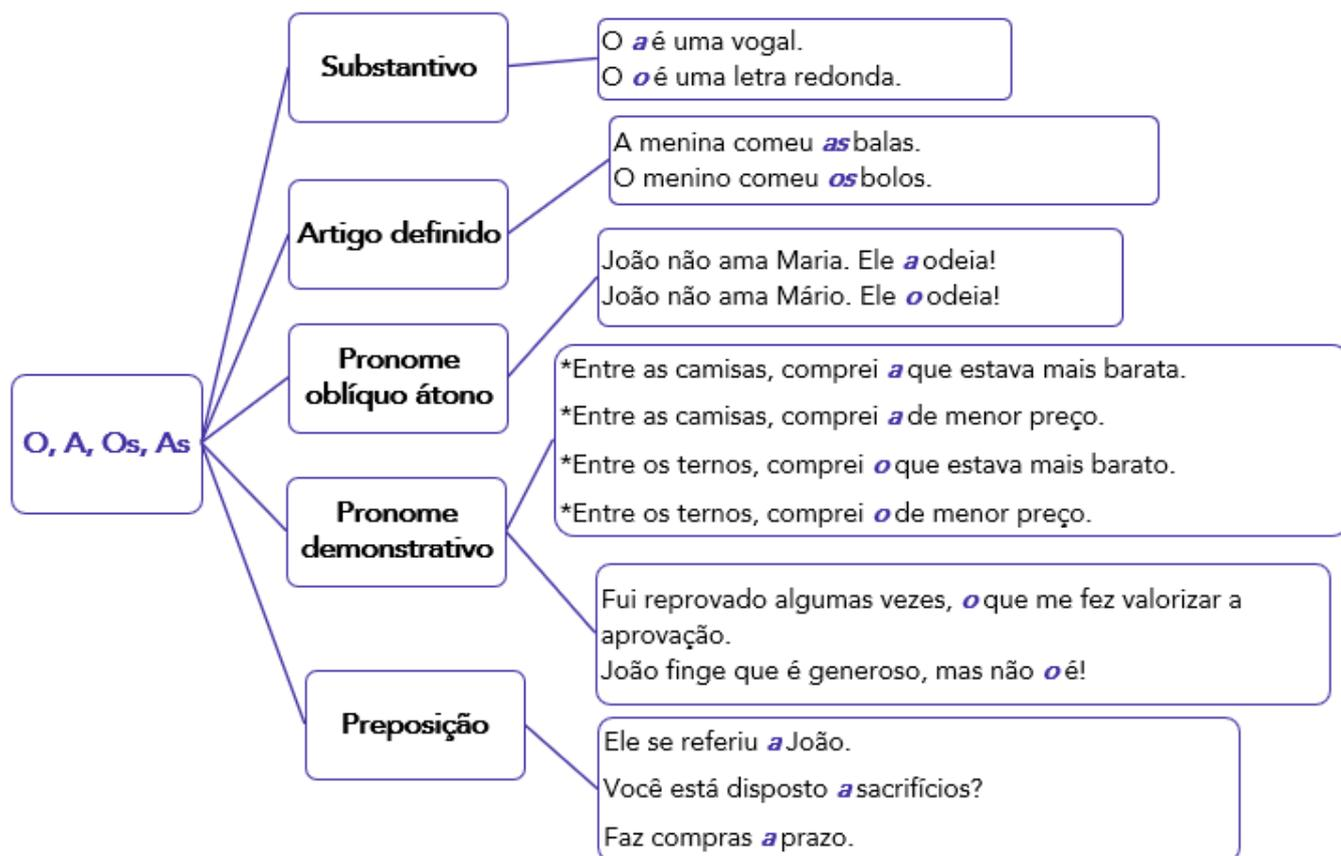 Substantivo
O a é uma vogal.
O o é uma letra redonda.
Artigo definido
A menina comeu as balas.
O menino comeu os bolos.
Pronome
oblíquo átono
João não ama Maria. Ele a odeia!
João não ama Mário. Ele o odeia!
O, A, Os, As
Pronome
demonstrativo
*Entre as camisas, comprei a que estava mais barata.
*Entre as camisas, comprei a de menor preço.
*Entre os ternos, comprei o que estava mais barato.
*Entre os ternos, comprei o de menor preço.
Fui reprovado algumas vezes, o que me fez valorizar a
aprovação.
João finge que é generoso, mas não o é!
Preposição
Ele se referiu a João.
Você está disposto a sacrifícios?
Faz compras a prazo.